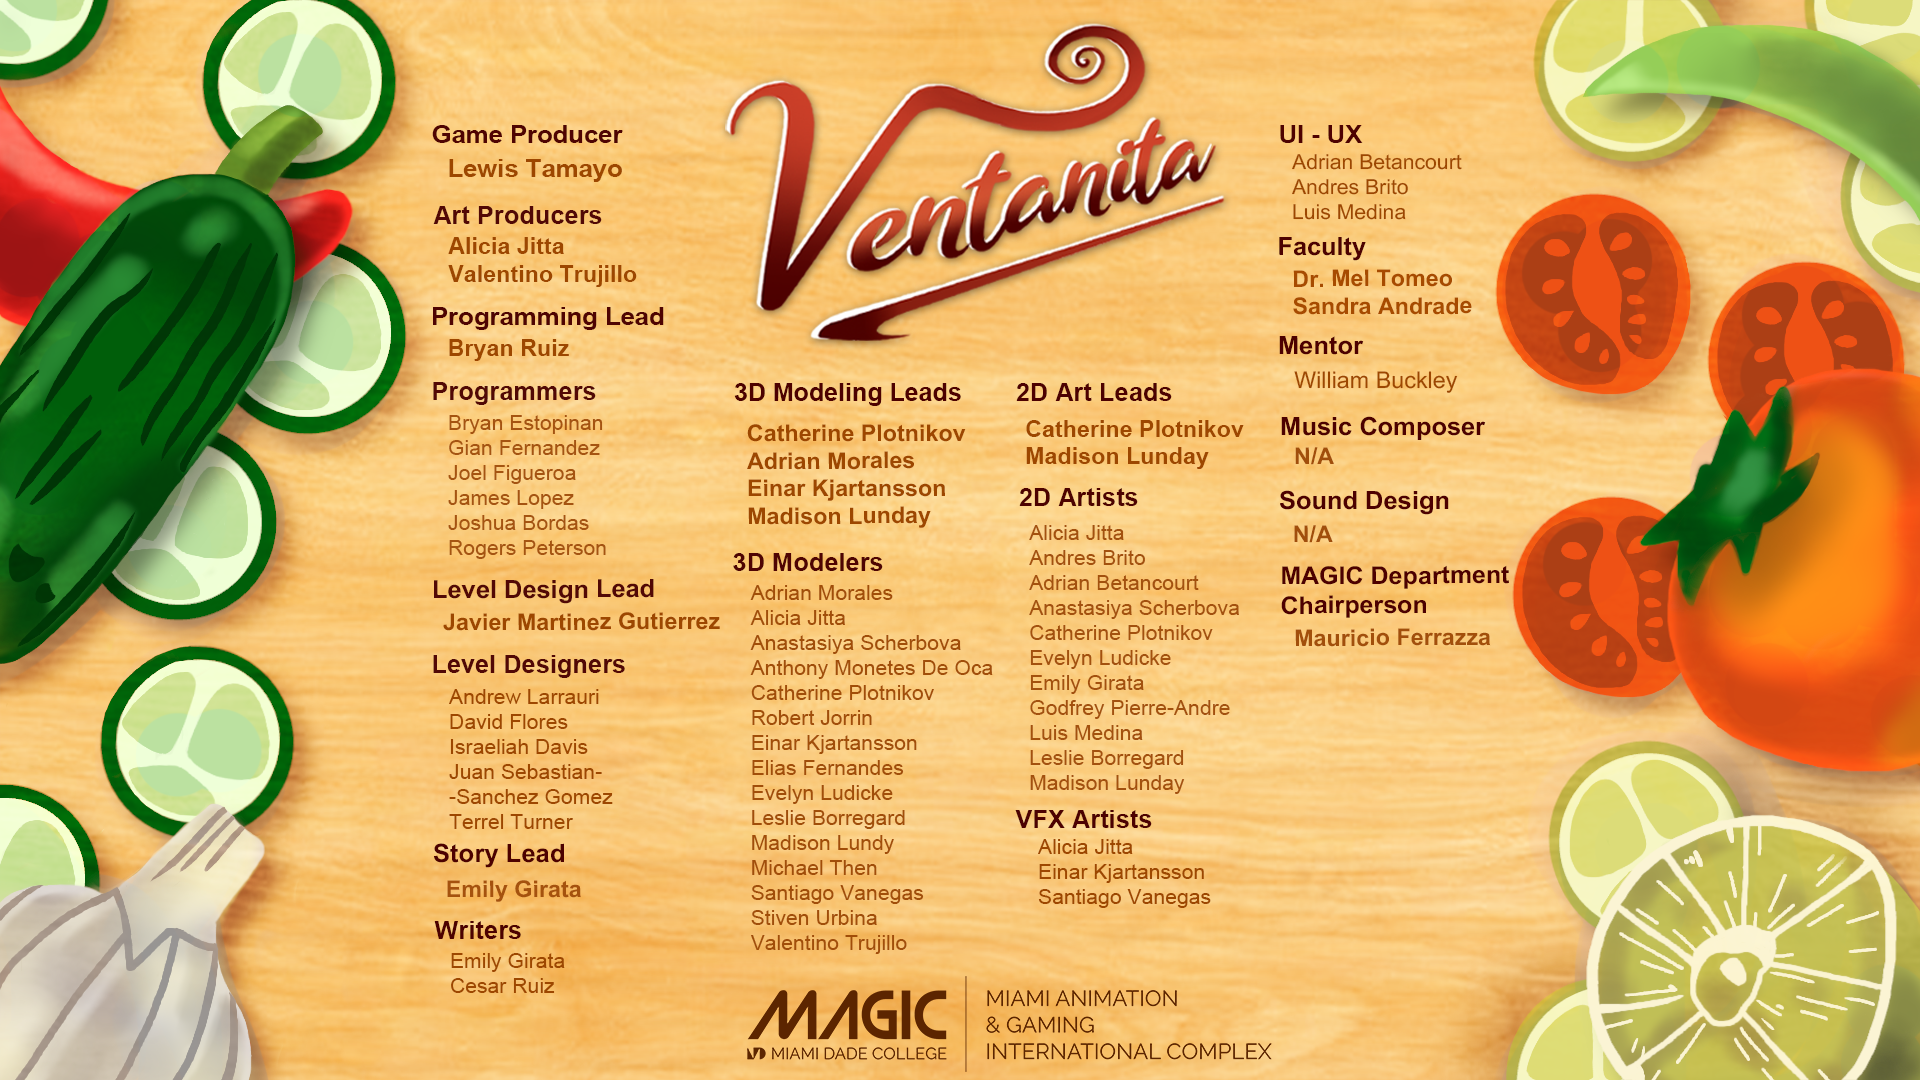 Ventanita
Game Producer
Lewis Tamayo
Art Producers
Alicia Jitta
Valentino Trujillo
Programming Lead
Bryan Ruiz
Programmers
Bryan Estopinan
Gian Fernandez
Joel Figueroa
James Lopez
Joshua Bordas
Rogers Peterson
Level Design Lead
Javier Martinez Gutierrez
Level Designers
Andrew Larrauri
David Flores
Israeliah Davis
Juan Sebastian-
-Sanchez Gomez
Terrel Turner
Story Lead
Emily Girata
Writers
Emily Girata
Cesar Ruiz
3D Modeling Leads
Catherine Plotnikov
Adrian Morales
Einar Kjartansson
Madison Lunday
3D Modelers
Adrian Morales
Alicia Jitta
Anastasiya Scherbova
Anthony Monetes De Oca
Catherine Plotnikov
Robert Jorrin
Einar Kjartansson
Elias Fernandes
Evelyn Ludicke
Leslie Borregard
Madison Lundy
Michael Then
Santiago Vanegas
Stiven Urbina
Valentino Trujillo
2D Art Leads
Catherine Plotnikov
Madison Lunday
2D Artists
Alicia Jitta
Andres Brito
Adrian Betancourt
Anastasiya Scherbova
Catherine Plotnikov
Evelyn Ludicke
Emily Girata
Godfrey Pierre-Andre
Luis Medina
Leslie Borregard
Madison Lunday
VFX Artists
Alicia Jitta
Einar Kjartansson
Santiago Vanegas
UI - UX
Adrian Betancourt
Andres Brito
Luis Medina
Faculty
Dr. Mel Tomeo
Sandra Andrade
Mentor
William Buckley
Music Composer
N/A
Sound Design
N/A
MAGIC Department
Chairperson
Mauricio Ferrazza
MAGIC
MIAMI DADE COLLEGE
MIAMI ANIMATION
& GAMING
INTERNATIONAL COMPLEX